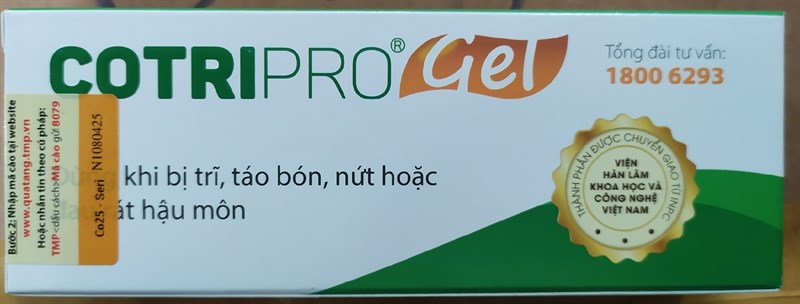 COTRIPRO® Gel
Tổng đài tư vấn:
1800 6293
khi bị trĩ, táo bón, nứt hoặc
hậu môn
Bước 2: Nhập mã cào tại website
www.quatang.tmp.vn
Hoặc nhắn tin theo cú pháp:
TMP<dấu cách>Mã cào gửi 8079
Co25 - Seri : N1080425
THÀNH PHẦN ĐƯỢC CHUYỂN GIAO TỪ INPC
VIỆN
HÀN LÂM
KHOA HỌC VÀ
CÔNG NGHỆ
VIỆT NAM